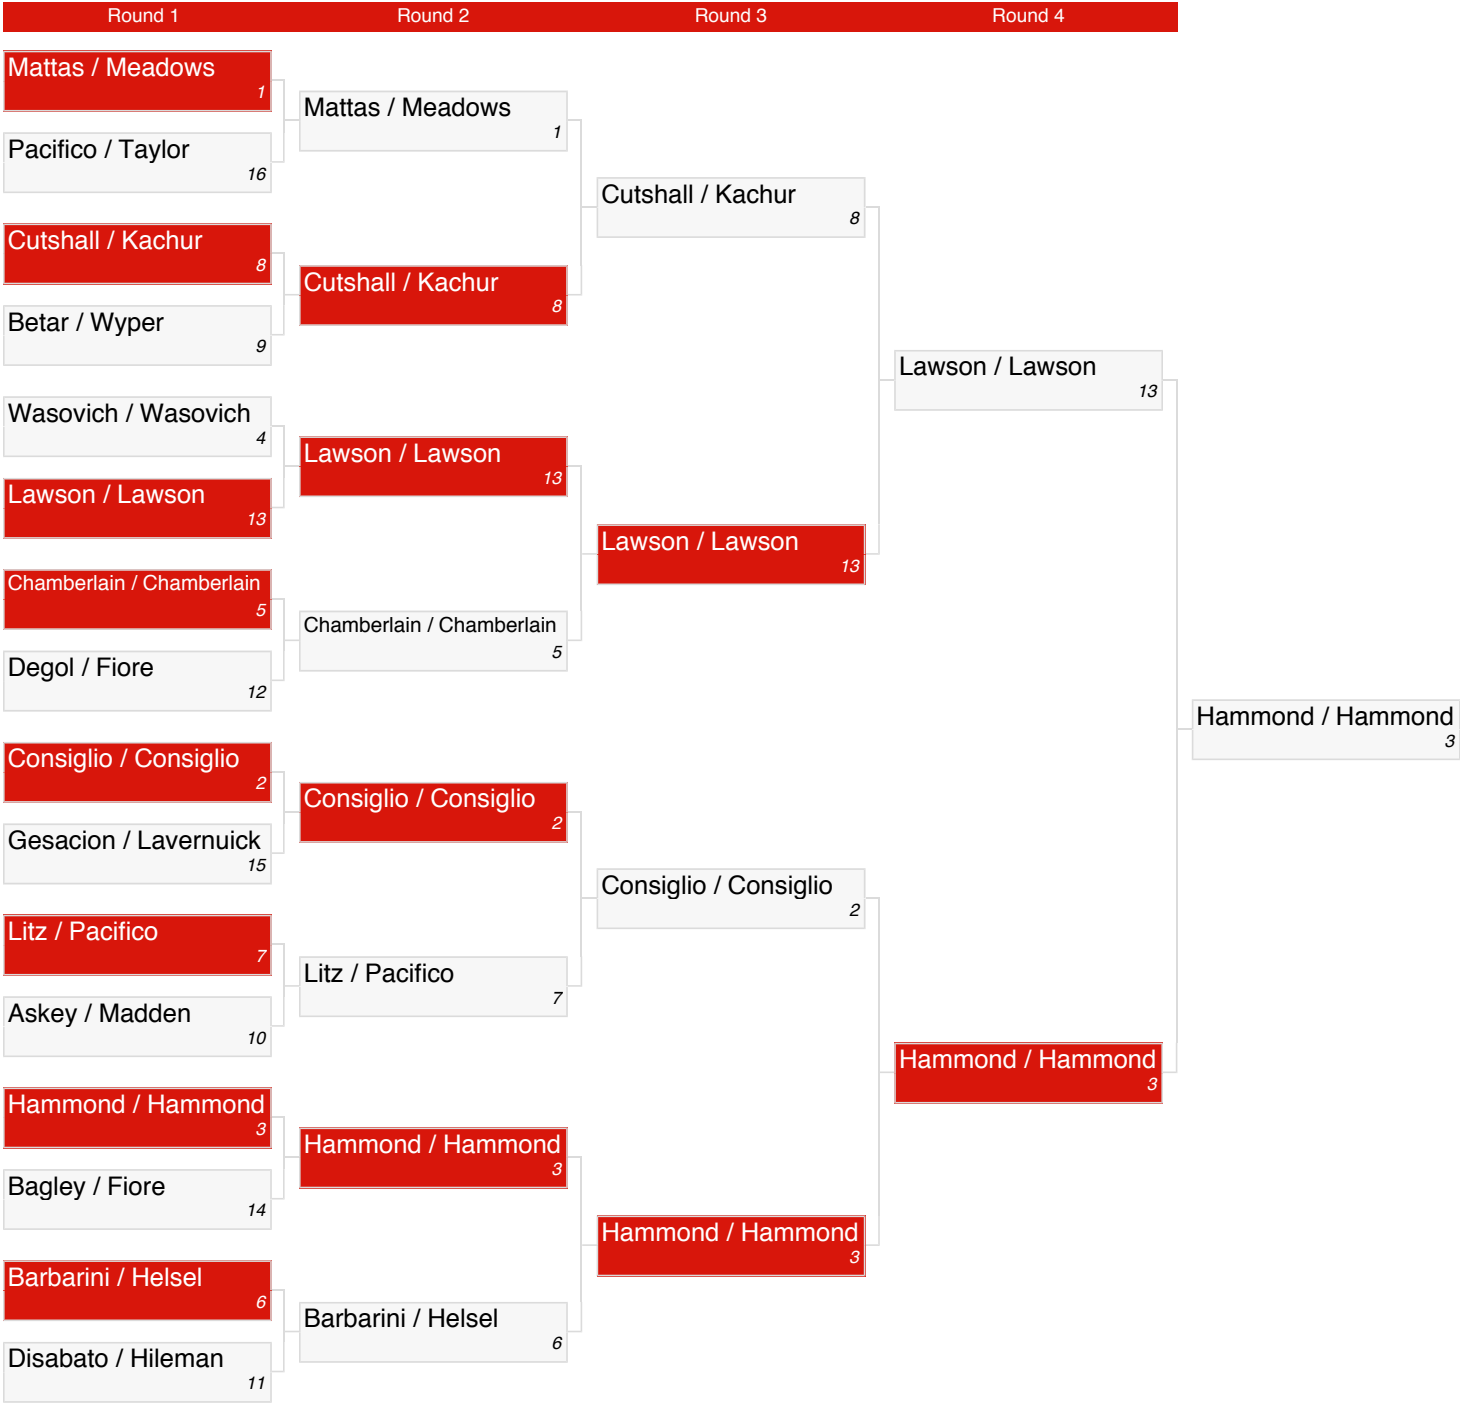 Round 1
Round 2
Round 3
Round 4
Mattas / Meadows
1
Pacifico / Taylor
16
Cutshall / Kachur
8
Betar / Wyper
9
Wasovich / Wasovich
4
Lawson / Lawson
13
Chamberlain / Chamberlain
5
Degol / Fiore
12
Consiglio / Consiglio
2
Gesacion / Lavernuick
15
Litz / Pacifico
7
Askey / Madden
10
Hammond / Hammond
3
Bagley / Fiore
14
Barbarini / Helsel
6
Disabato / Hileman
11
Mattas / Meadows
1
Cutshall / Kachur
8
Lawson / Lawson
13
Chamberlain / Chamberlain
5
Consiglio / Consiglio
2
Litz / Pacifico
7
Hammond / Hammond
3
Barbarini / Helsel
6
Cutshall / Kachur
8
Lawson / Lawson
13
Consiglio / Consiglio
2
Hammond / Hammond
3
Lawson / Lawson
13
Hammond / Hammond
3
Hammond / Hammond
3